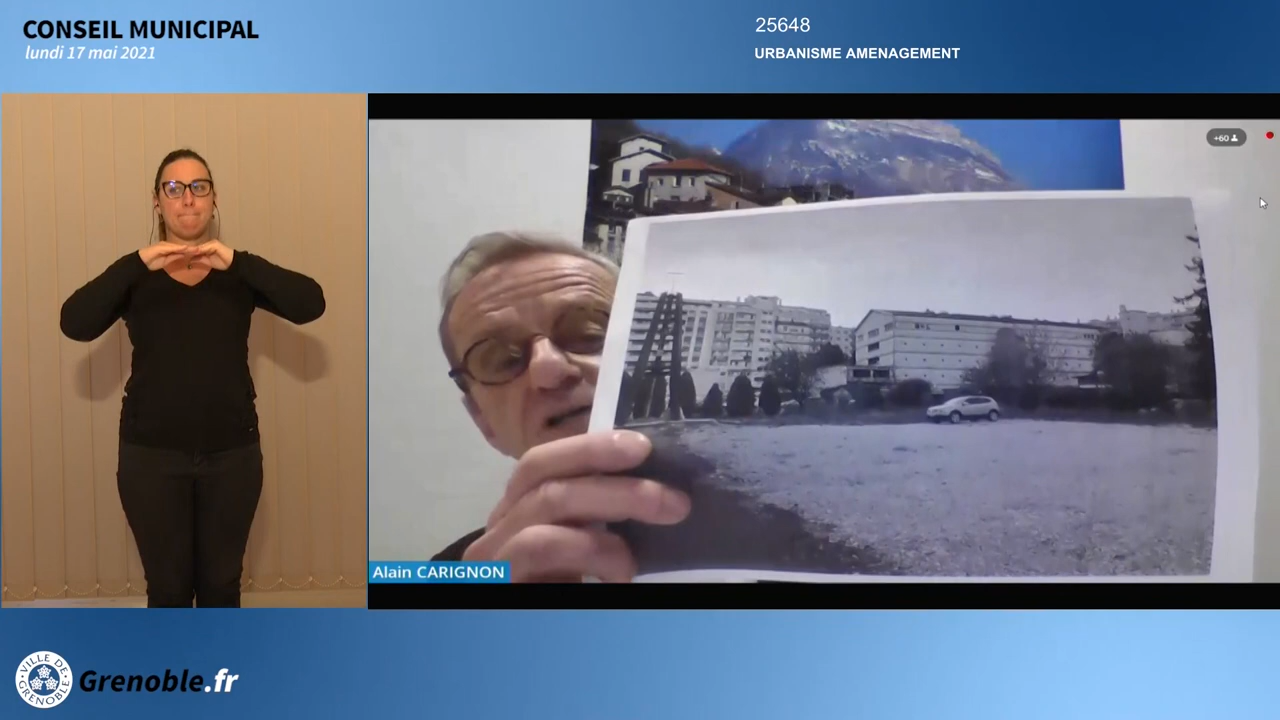 CONSEIL MUNICIPAL
lundi 17 mai 2021
25648
URBANISME AMENAGEMENT
+60
Alain CARIGNON
VILLE DE
GRENOBLE
Grenoble.fr